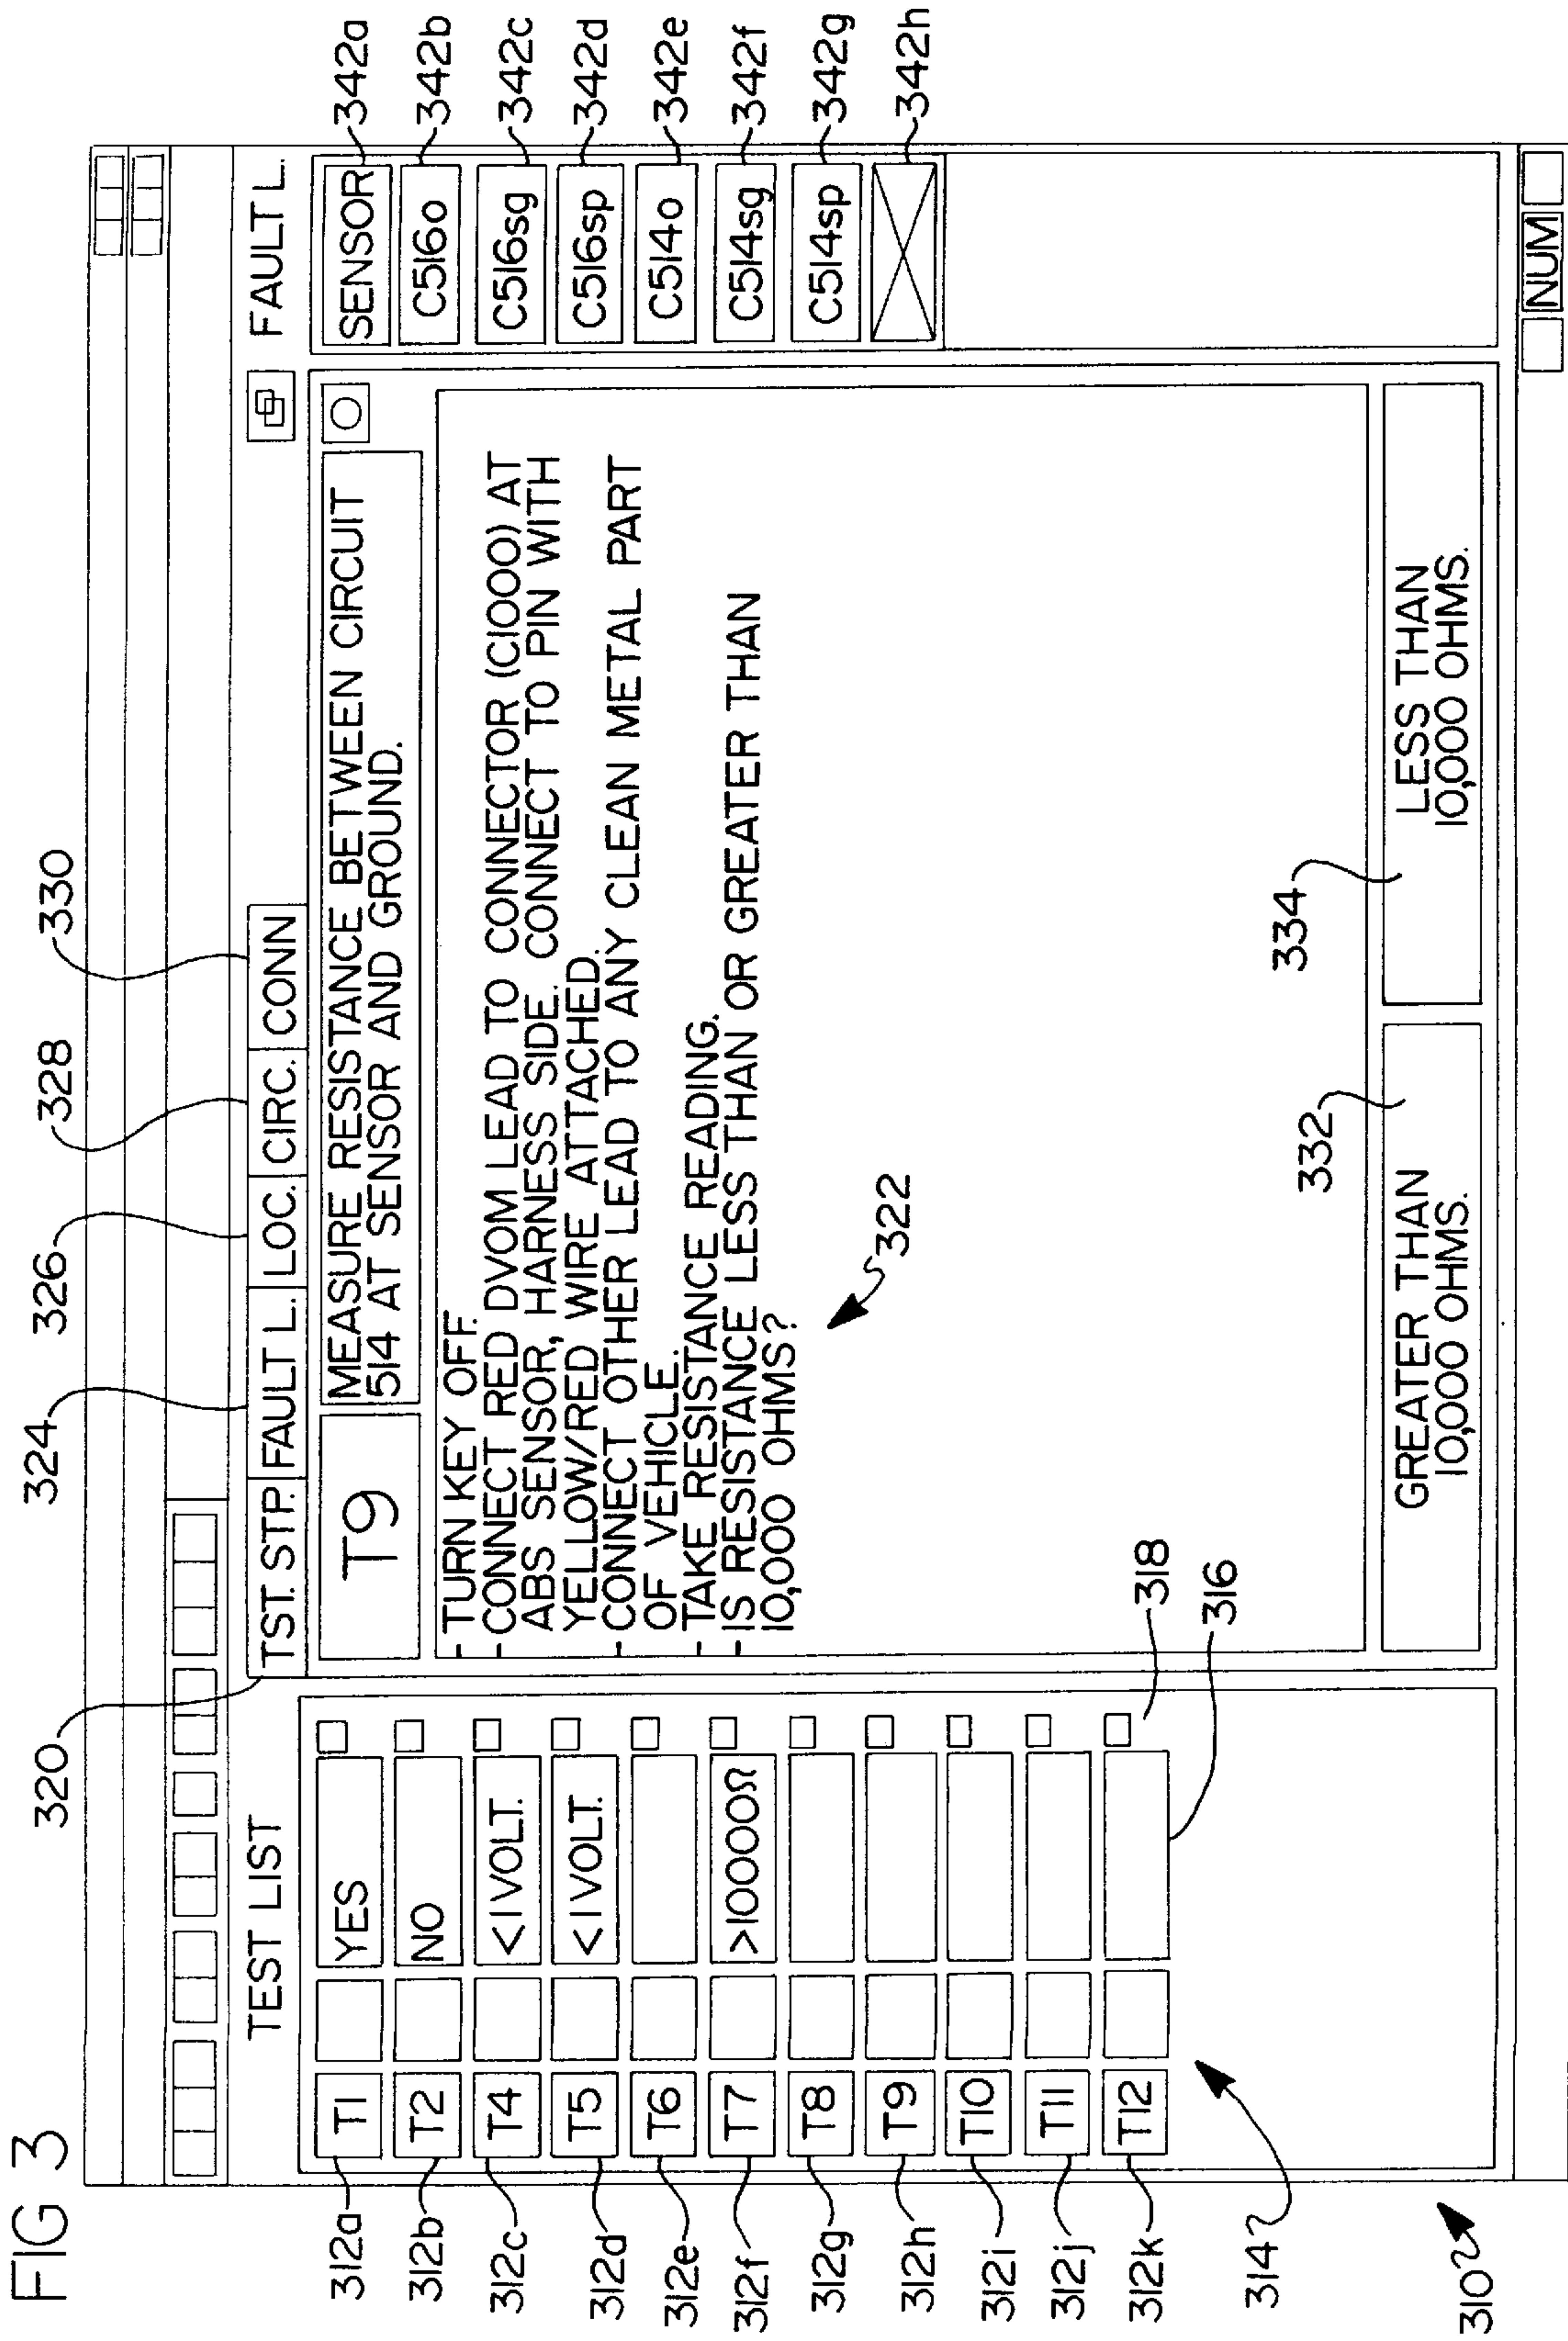 FIG 3
320
324
326
328
330
TEST LIST
TST. STP.
FAULT L.
LOC.
CIRC.
CONN
FAULT L.
312a
T1
YES
312b
T2
NO
312c
T4
<1 VOLT.
312d
T5
<1 VOLT.
312e
T6
312f
T7
>10000Ω
312g
T8
312h
T9
312i
T10
312j
T11
312k
T12
318
316
314
310
T9
MEASURE RESISTANCE BETWEEN CIRCUIT
514 AT SENSOR AND GROUND.
- TURN KEY OFF.
- CONNECT RED DVOM LEAD TO CONNECTOR (C1000) AT
ABS SENSOR, HARNESS SIDE. CONNECT TO PIN WITH
YELLOW/RED WIRE ATTACHED.
- CONNECT OTHER LEAD TO ANY CLEAN METAL PART
OF VEHICLE.
- TAKE RESISTANCE READING.
- IS RESISTANCE LESS THAN OR GREATER THAN
10,000 OHMS?
322
332
334
GREATER THAN
10,000 OHMS.
LESS THAN
10,000 OHMS.
SENSOR
342a
C516o
342b
C516sg
342c
C516sp
342d
C514o
342e
C514sg
342f
C514sp
342g
342h
NUM